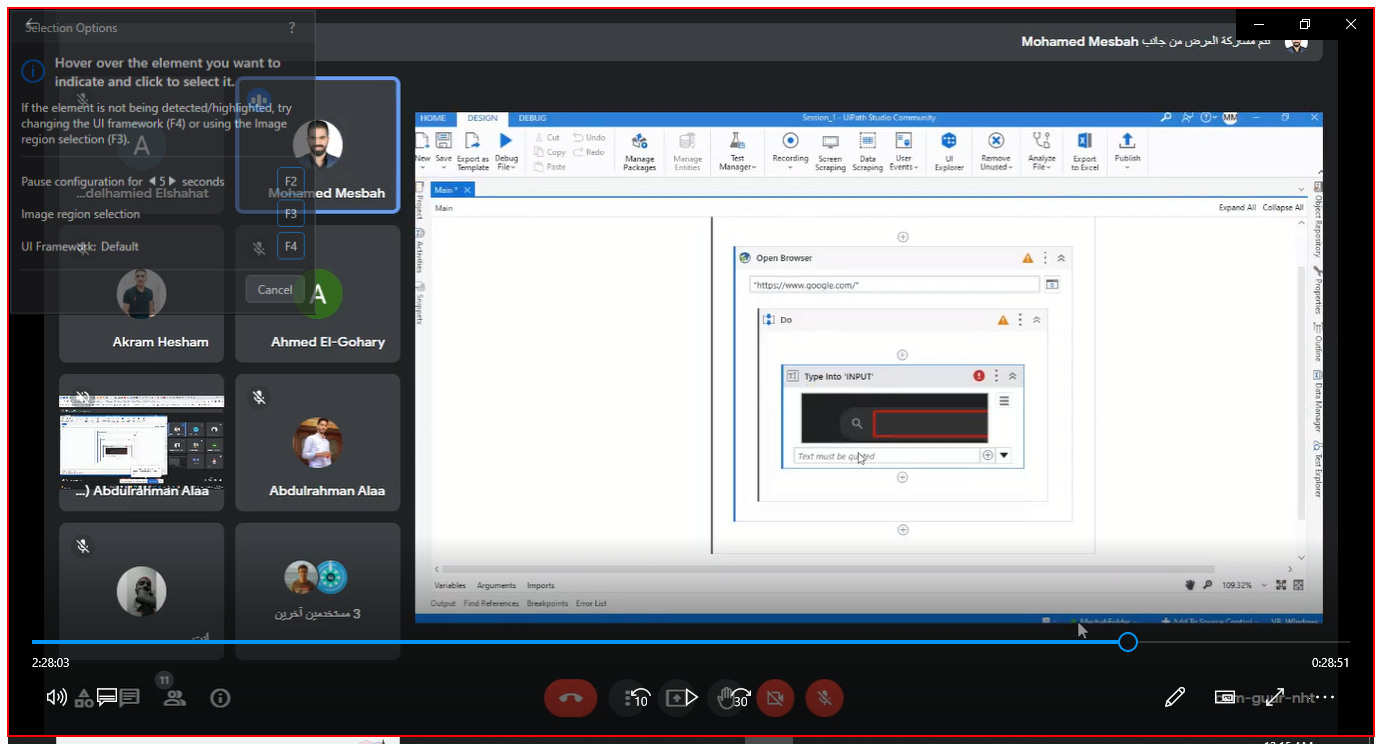 Selection Options
?
Hover over the element you want to
indicate and click to select it.
If the element is not being detected/highlighted, try
changing the UI framework (F4) or using the Image
region selection (F3).
Pause configuration for 5 seconds
F2
Image region selection
F3
UI Framework: Default
F4
Cancel
تتم مشاركة العرض من جانب Mohamed Mesbah
A
...delhamied Elshahat
Mohamed Mesbah
A
Akram Hesham
Ahmed El-Gohary
...) Abdulrahman Alaa
Abdulrahman Alaa
3 مستخدمين آخرين
HOME DESIGN DEBUG
Session_1 - UiPath Studio Community
MM
New
Save
Export as
Template
Debug
File
Cut
Copy
Paste
Undo
Redo
Manage
Packages
Manage
Entities
Test
Manager
Recording
Screen
Scraping
Data
Scraping
User
Events
UI
Explorer
Remove
Unused
Analyze
File
Export
to Excel
Publish
Main *
Main
Expand All Collapse All
Project
Activities
Snippets
Object Repository
Properties
Outline
Data Manager
Test Explorer
Open Browser
"https://www.google.com/"
Do
Type Into 'INPUT'
Text must be quoted
Variables Arguments Imports
109.32%
Output Find References Breakpoints Error List
MesbahFolder
Add To Source Control
VB, Windows
2:28:03
0:28:51
11
10
30